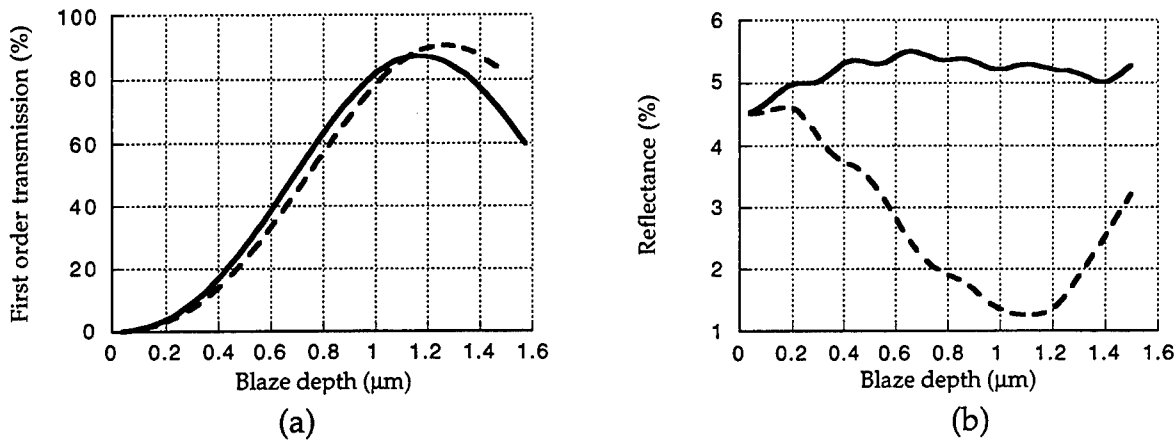 First order transmission (%)
100
80
60
40
20
0
0 0.2 0.4 0.6 0.8 1 1.2 1.4 1.6
Blaze depth (µm)
(a)
Reflectance (%)
6
5
4
3
2
1
0 0.2 0.4 0.6 0.8 1 1.2 1.4 1.6
Blaze depth (µm)
(b)